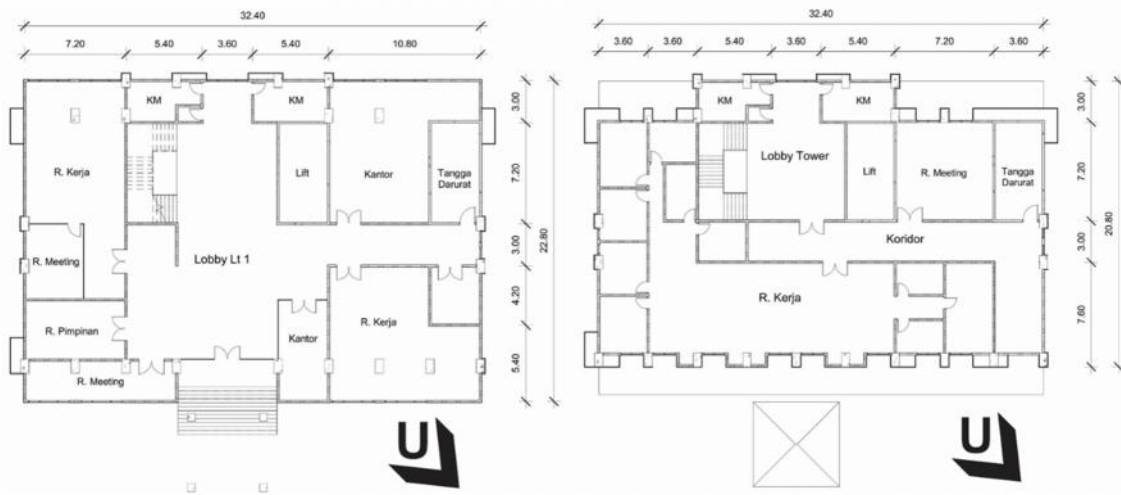 32.40
7.20 5.40 3.60 5.40 10.80
KM
KM
R. Kerja
Lift
Kantor
Tangga
Darurat
R. Meeting
Lobby Lt 1
R. Pimpinan
Kantor
R. Kerja
R. Meeting
3.00
7.20
3.00
4.20
5.40
22.80
U
32.40
3.60 3.60 5.40 3.60 5.40 7.20 3.60
KM
KM
Lobby Tower
Lift
R. Meeting
Tangga
Darurat
Koridor
R. Kerja
3.00
7.20
3.00
7.60
20.80
U